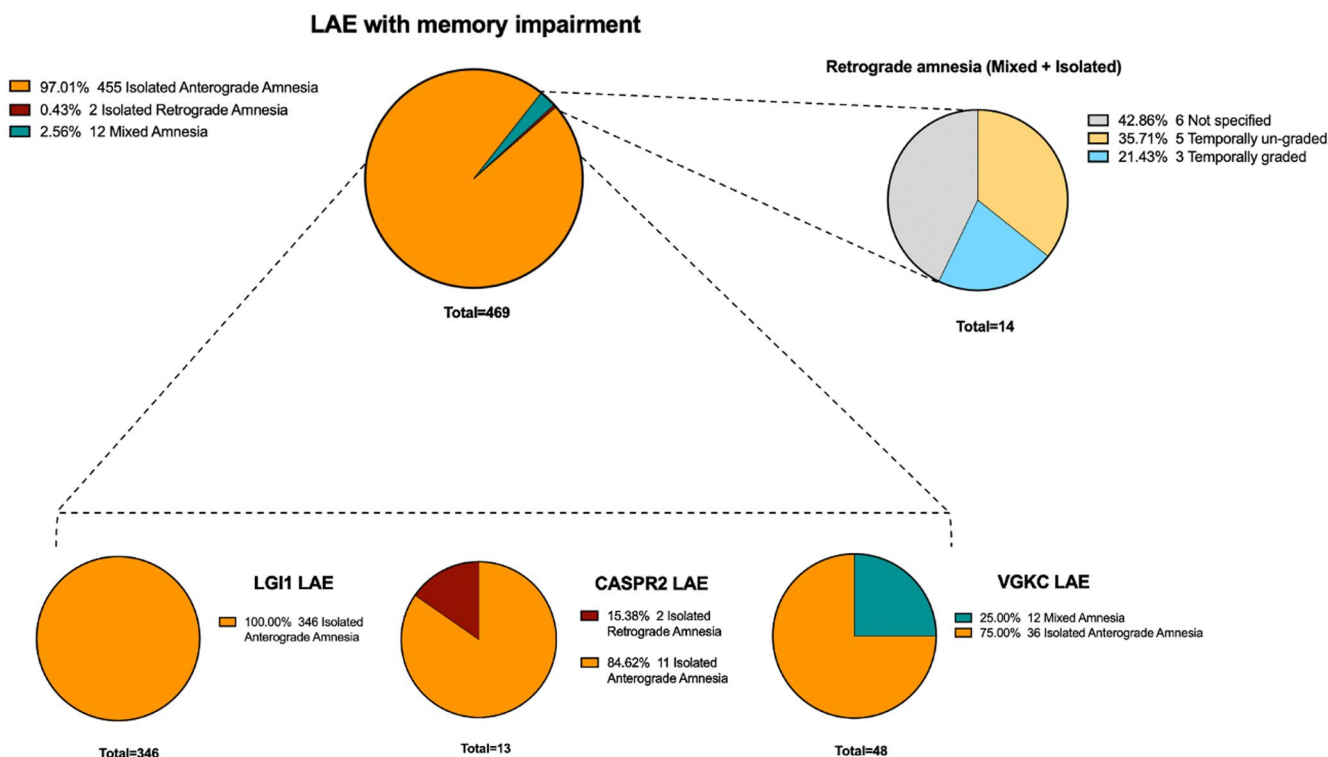 LAE with memory impairment
97.01% 455 Isolated Anterograde Amnesia
0.43% 2 Isolated Retrograde Amnesia
2.56% 12 Mixed Amnesia
Total=469
Retrograde amnesia (Mixed + Isolated)
42.86% 6 Not specified
35.71% 5 Temporally un-graded
21.43% 3 Temporally graded
Total=14
LGI1 LAE
100.00% 346 Isolated
Anterograde Amnesia
Total=346
CASPR2 LAE
15.38% 2 Isolated
Retrograde Amnesia
84.62% 11 Isolated
Anterograde Amnesia
Total=13
VGKC LAE
25.00% 12 Mixed Amnesia
75.00% 36 Isolated Anterograde Amnesia
Total=48